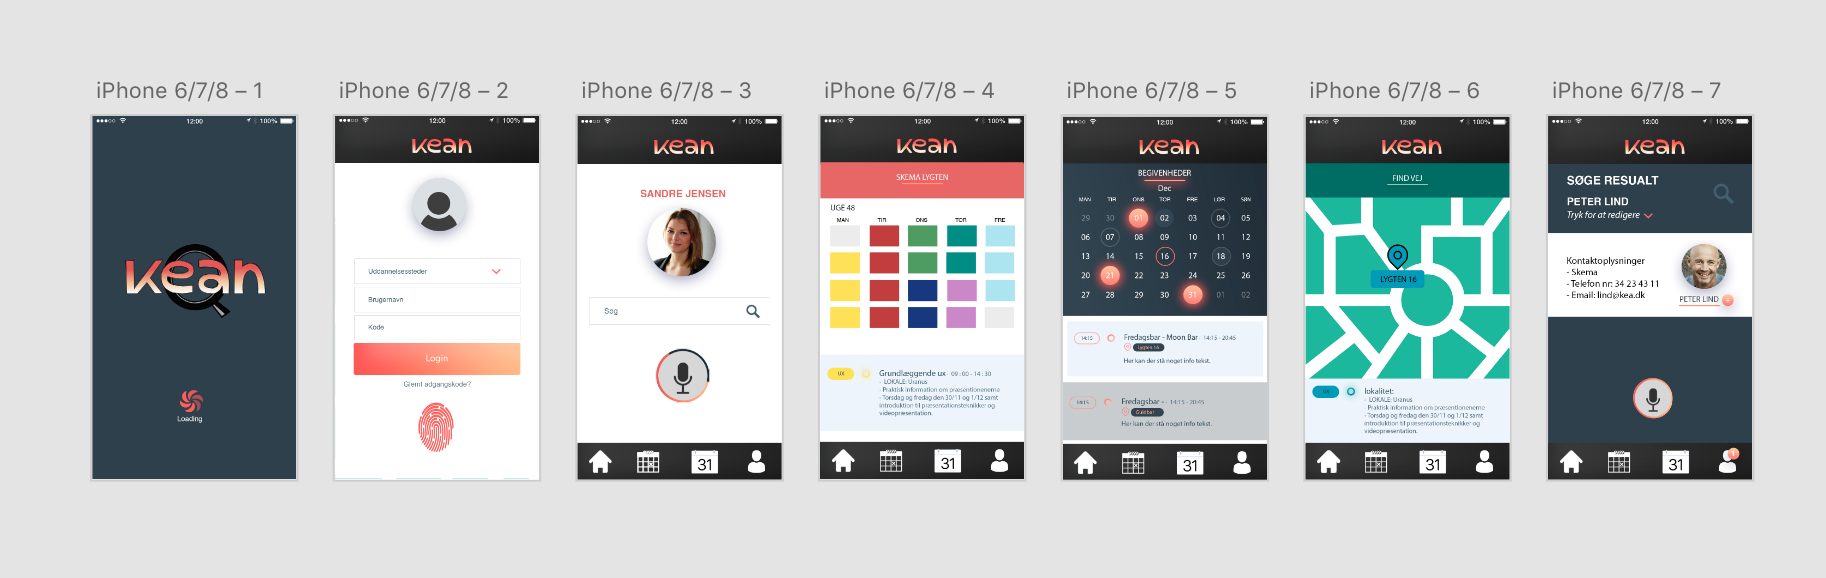 iPhone 6/7/8 – 1
12:00
100%
kean
Loading
iPhone 6/7/8 – 2
12:00
100%
kean
Uddannelsessteder
Brugernavn
Kode
Login
Glemt adgangskode?
iPhone 6/7/8 – 3
12:00
100%
kean
SANDRE JENSEN
Søg
31
iPhone 6/7/8 – 4
12:00
100%
kean
SKEMA LYGTEN
UGE 48
MAN TIR ONS TOR FRE
UX
Grundlæggende ux - 09:00 - 14:30
- LOKALE: Uranus
- Praktisk information om præsentionerne
- Torsdag og fredag den 30/11 og 1/12 samt
introduktion til præsentationsteknikker og
videopresentation.
31
iPhone 6/7/8 – 5
12:00
100%
kean
BEGIVENHEDER
Dec
MAN TIR ONS TOR FRE LØR SØN
29 30 01 02 03 04 05
06 07 08 09 10 11 12
13 14 15 16 17 18 19
20 21 22 23 24 25 26
27 28 29 30 31 01 02
14:15
Fredagsbar - Moon Bar - 14:15 - 20:45
Lygten 16
Her kan der stå noget info tekst.
14:15
Fredagsbar - - 14:15 - 20:45
Her kan der stå noget info tekst.
31
iPhone 6/7/8 – 6
12:00
100%
kean
FIND VEJ
LYGTEN 16
UX
lokalitet:
- LOKALE: Uranus
- Praktisk information om præsentionerne
- Torsdag og fredag den 30/11 og 1/12 samt
introduktion til præsentationsteknikker og
videopresentation.
31
iPhone 6/7/8 – 7
12:00
100%
kean
SØGE RESUALT
PETER LIND
Tryk for at redigere
Kontaktoplysninger
- Skema
- Telefon nr: 34 23 43 11
- Email: lind@kea.dk
PETER LIND
31
1